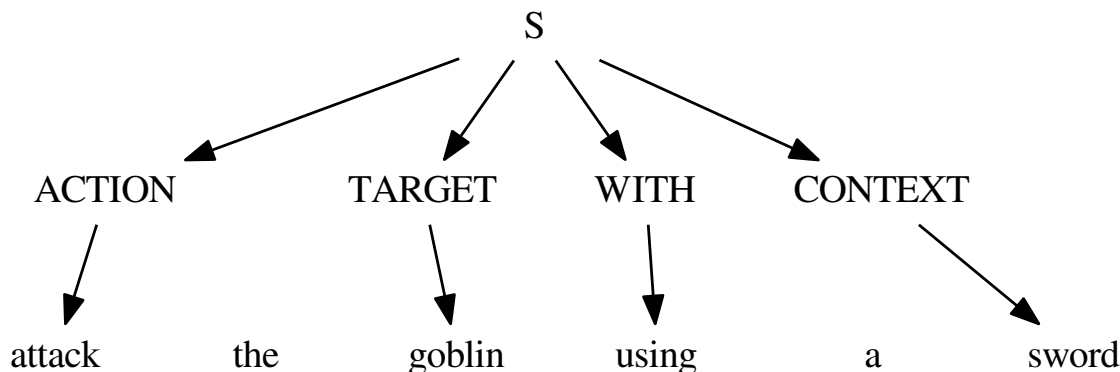 S
ACTION TARGET WITH CONTEXT
attack the goblin using a sword